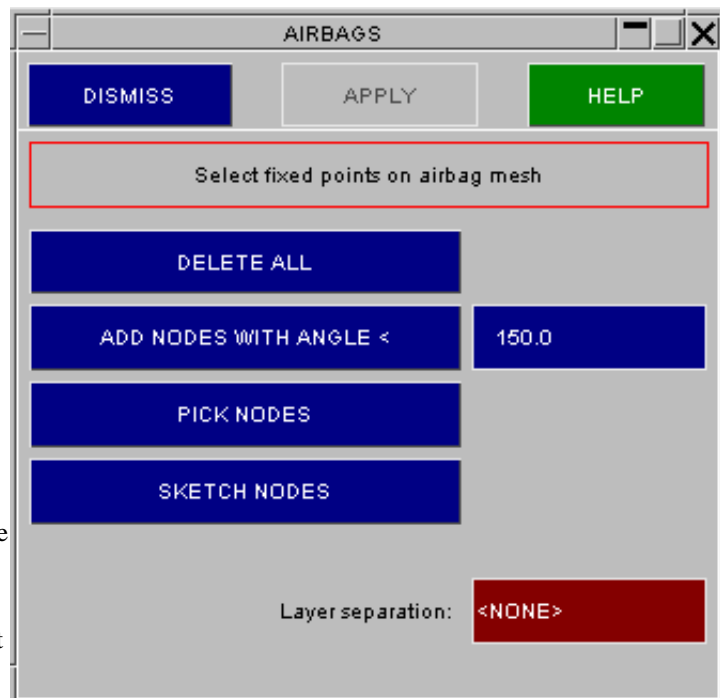 AIRBAGS
DISMISS APPLY HELP
Select fixed points on airbag mesh
DELETE ALL
ADD NODES WITH ANGLE < 150.0
PICK NODES
SKETCH NODES
Layer separation: <NONE>